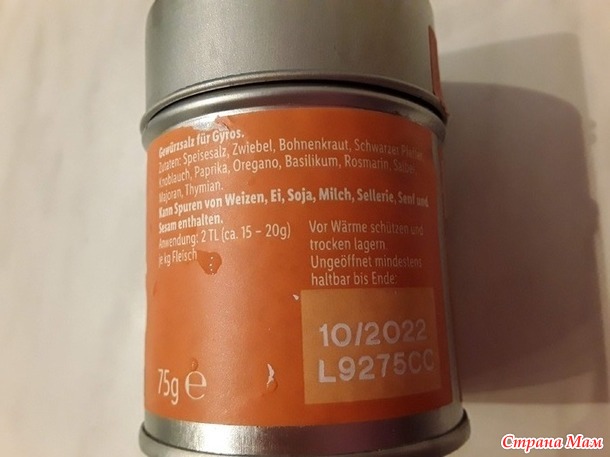 Gewürzsalz für Gyros.
Zutaten: Speisesalz, Zwiebel, Bohnenkraut, Schwarzer Pfeffer,
Knoblauch, Paprika, Oregano, Basilikum, Rosmarin, Salbei,
Majoran, Thymian.
Kann Spuren von Weizen, Ei, Soja, Milch, Sellerie, Senf und
Sesam enthalten.
Anwendung: 2 TL (ca. 15 – 20g)
je kg Fleisch
Vor Wärme schützen und
trocken lagern.
Ungeöffnet mindestens
haltbar bis Ende:
10/2022
L9275CC
75g ℮
Страна Мам